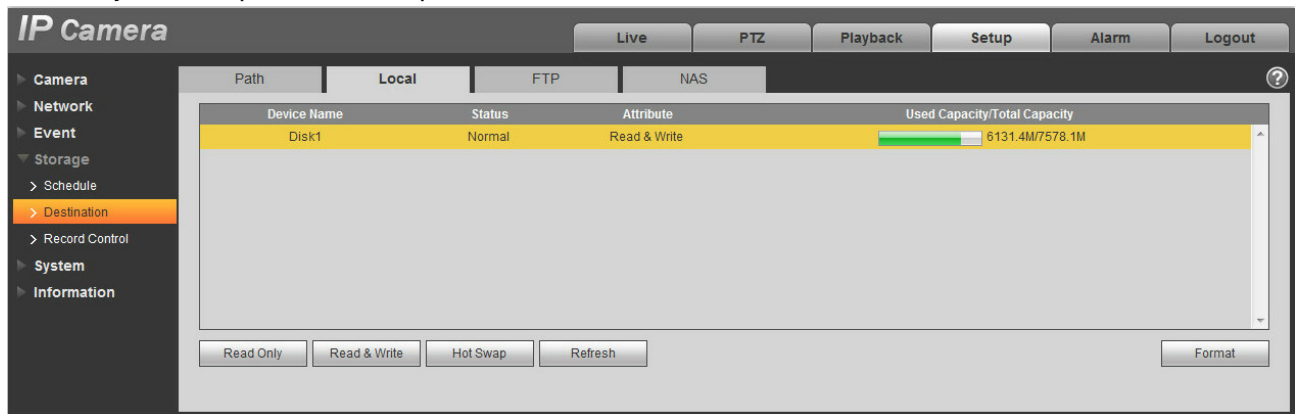 IP Camera
Live PTZ Playback Setup Alarm Logout
Camera
Network
Event
Storage
Schedule
Destination
Record Control
System
Information
Path Local FTP NAS
?
Device Name Status Attribute Used Capacity/Total Capacity
Disk1 Normal Read & Write 6131.4M/7578.1M
Read Only Read & Write Hot Swap Refresh Format